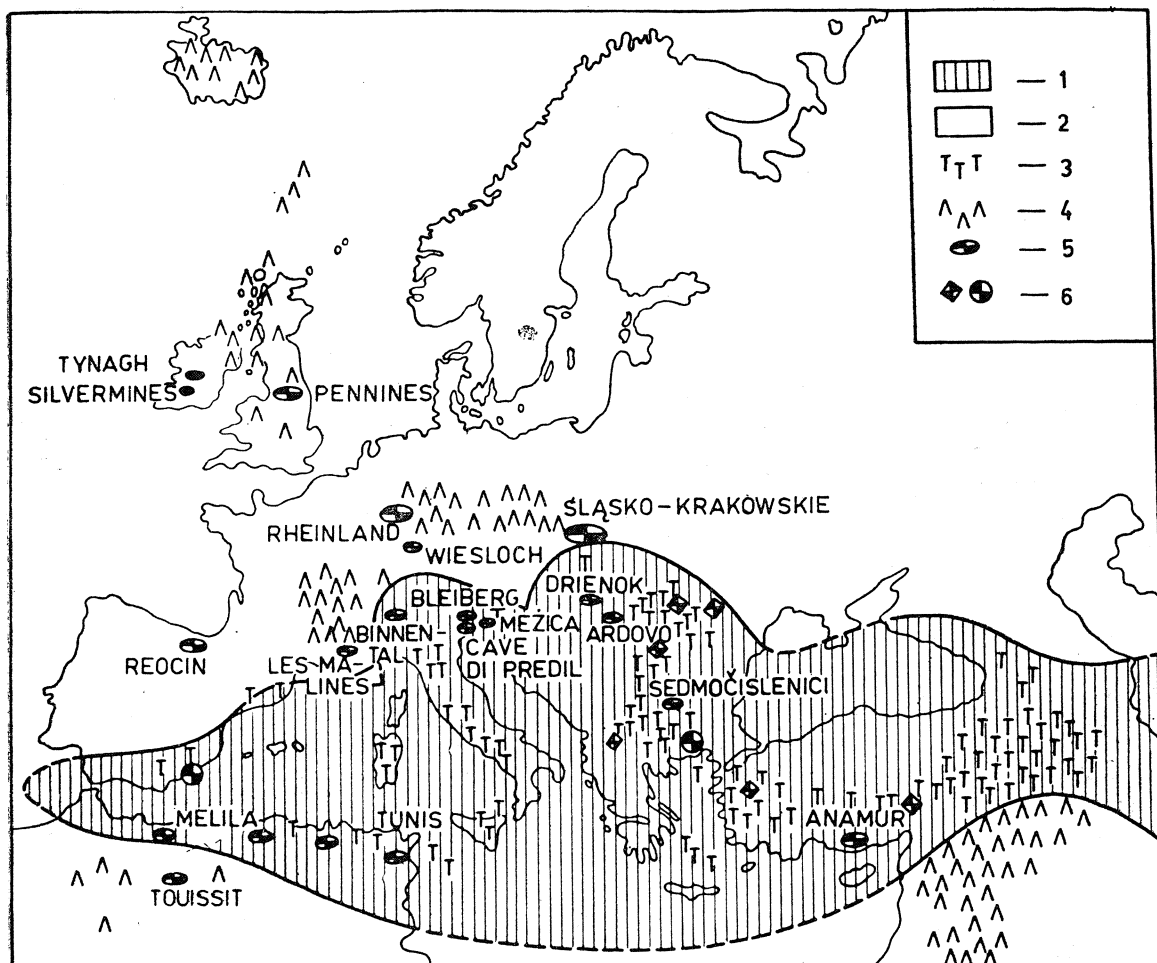 — 1
— 2
T T T — 3
^ ^ ^ — 4
— 5
— 6
TYNAGH
SILVERMINES
PENNINES
ŚLĄSKO-KRAKÓWSKIE
RHEINLAND
WIESLOCH
DRIENOK
BLEIBERG
MEŽICA
ARDOVO
BINNEN-
TAL
CAVE
DI PREDIL
REOCIN
LES-MA-
LINES
SEDMOČISLENICI
MELILA
TUNIS
ANAMUR
TOUISSIT